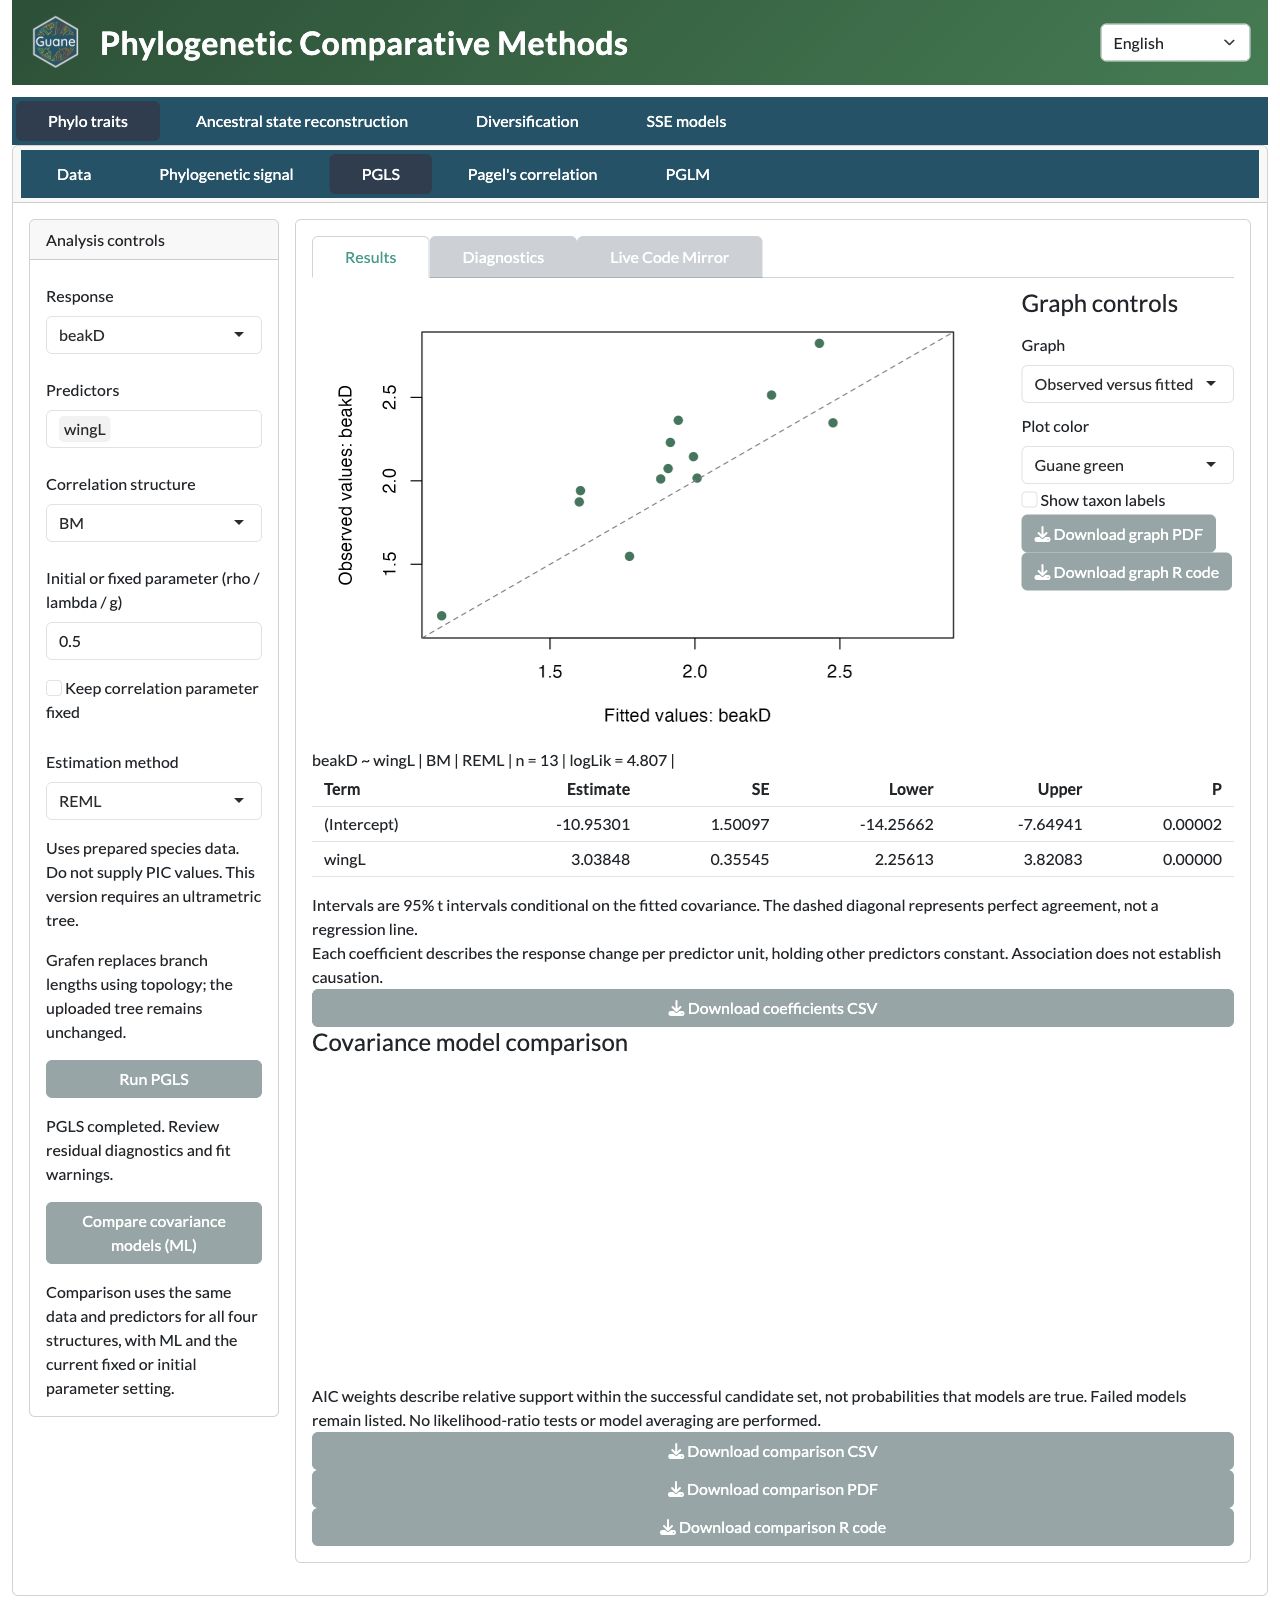 Guane
Phylogenetic Comparative Methods
English
Phylo traits
Ancestral state reconstruction
Diversification
SSE models
Data
Phylogenetic signal
PGLS
Pagel's correlation
PGLM
Analysis controls
Response
beakD
Predictors
wingL
Correlation structure
BM
Initial or fixed parameter (rho /
lambda / g)
0.5
Keep correlation parameter
fixed
Estimation method
REML
Uses prepared species data.
Do not supply PIC values. This
version requires an ultrametric
tree.
Grafen replaces branch
lengths using topology; the
uploaded tree remains
unchanged.
Run PGLS
PGLS completed. Review
residual diagnostics and fit
warnings.
Compare covariance
models (ML)
Comparison uses the same
data and predictors for all four
structures, with ML and the
current fixed or initial
parameter setting.
Results
Diagnostics
Live Code Mirror
Observed values: beakD
2.5
2.0
1.5
1.5
2.0
2.5
Fitted values: beakD
Graph controls
Graph
Observed versus fitted
Plot color
Guane green
Show taxon labels
Download graph PDF
Download graph R code
beakD ~ wingL | BM | REML | n = 13 | logLik = 4.807 |
Term Estimate SE Lower Upper P
(Intercept) -10.95301 1.50097 -14.25662 -7.64941 0.00002
wingL 3.03848 0.35545 2.25613 3.82083 0.00000
Intervals are 95% t intervals conditional on the fitted covariance. The dashed diagonal represents perfect agreement, not a
regression line.
Each coefficient describes the response change per predictor unit, holding other predictors constant. Association does not establish
causation.
Download coefficients CSV
Covariance model comparison
AIC weights describe relative support within the successful candidate set, not probabilities that models are true. Failed models
remain listed. No likelihood-ratio tests or model averaging are performed.
Download comparison CSV
Download comparison PDF
Download comparison R code